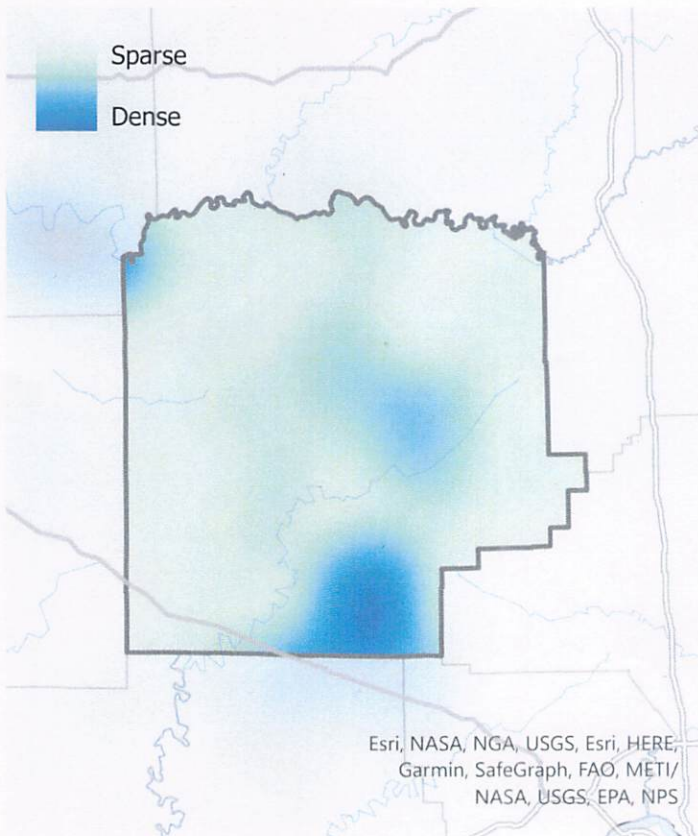 Sparse
Dense
Esri, NASA, NGA, USGS, Esri, HERE,
Garmin, SafeGraph, FAO, METI/
NASA, USGS, EPA, NPS